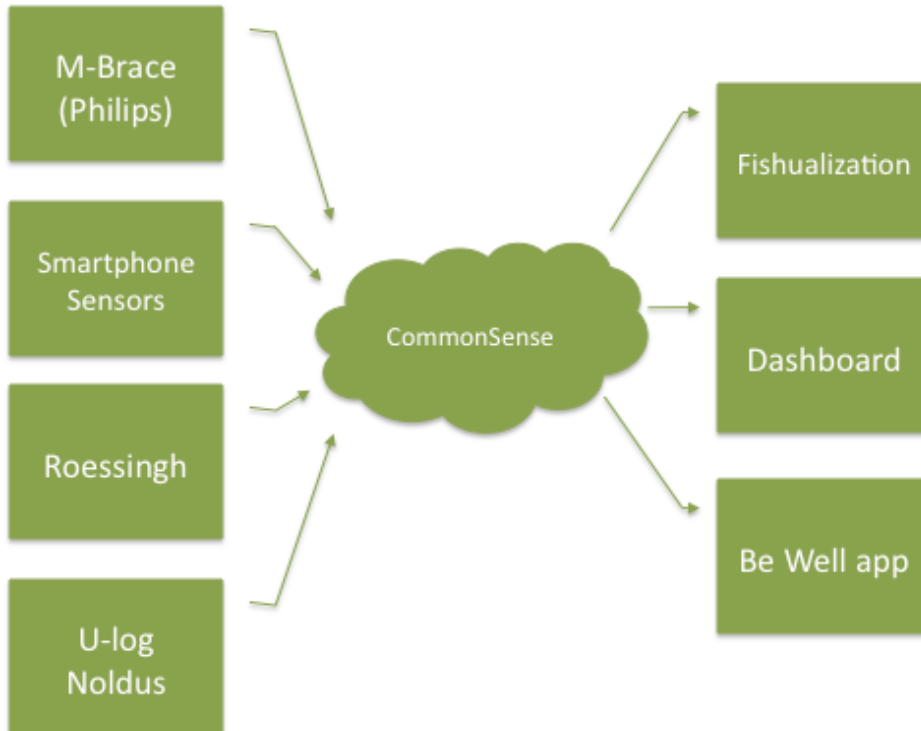 M-Brace
(Philips)
Smartphone
Sensors
Roessingh
U-log
Noldus
CommonSense
Fishualization
Dashboard
Be Well app